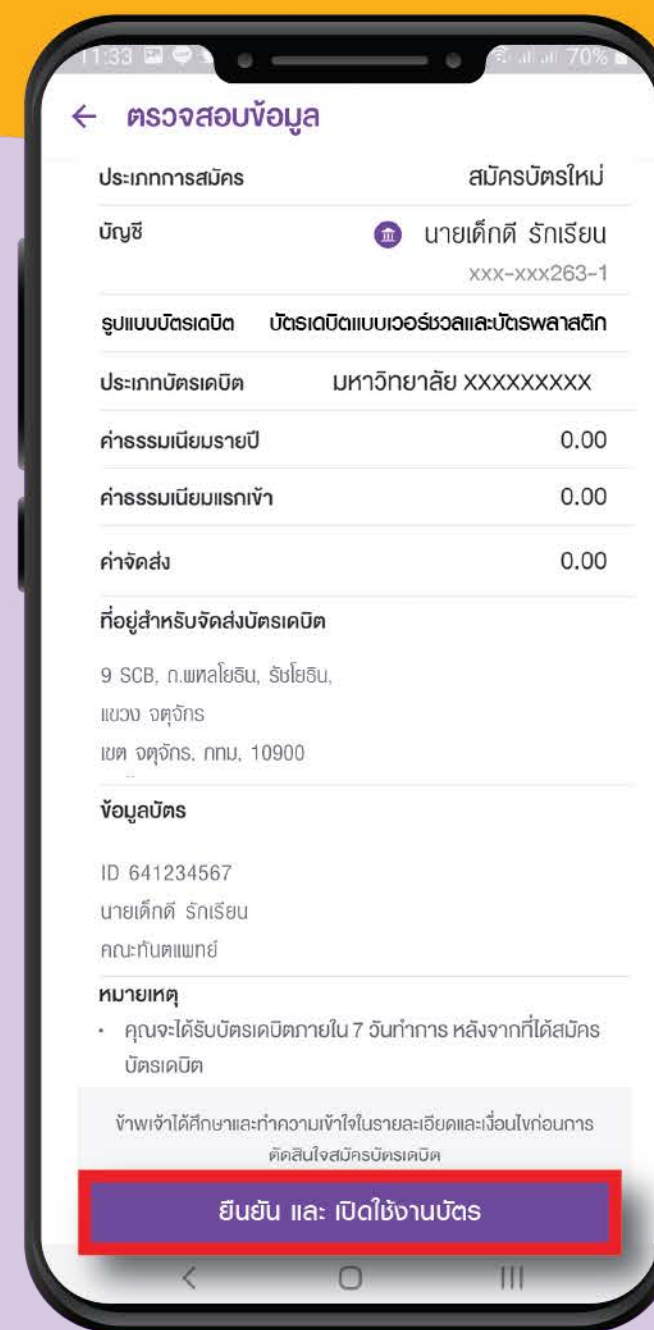 11:33 70%
← ตรวจสอบข้อมูล
ประเภทการสมัคร สมัครบัตรใหม่
บัญชี นายเด็กดี รักเรียน
xxx-xxx263-1
รูปแบบบัตรเดบิต บัตรเดบิตแบบเวอร์ชวลและบัตรพลาสติก
ประเภทบัตรเดบิต มหาวิทยาลัย XXXXXXXXX
ค่าธรรมเนียมรายปี 0.00
ค่าธรรมเนียมแรกเข้า 0.00
ค่าจัดส่ง 0.00
ที่อยู่สำหรับจัดส่งบัตรเดบิต
9 SCB, ถ.พหลโยธิน, รัชโยธิน,
แขวง จตุจักร
เขต จตุจักร, กทม, 10900
ข้อมูลบัตร
ID 641234567
นายเด็กดี รักเรียน
คณะทันตแพทย์
หมายเหตุ
• คุณจะได้รับบัตรเดบิตภายใน 7 วันทำการ หลังจากที่ได้สมัคร
บัตรเดบิต
ข้าพเจ้าได้ศึกษาและทำความเข้าใจในรายละเอียดและเงื่อนไขก่อนการ
ตัดสินใจสมัครบัตรเดบิต
ยืนยัน และ เปิดใช้งานบัตร